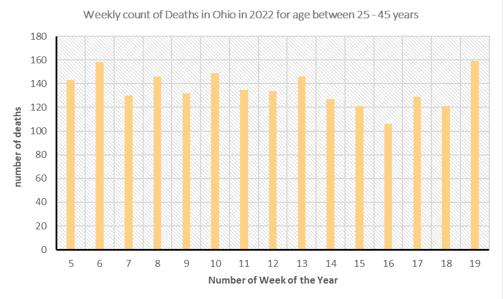 Weekly count of Deaths in Ohio in 2022 for age between 25 - 45 years
180
160
140
120
100
80
60
40
20
0
number of deaths
5 6 7 8 9 10 11 12 13 14 15 16 17 18 19
Number of Week of the Year